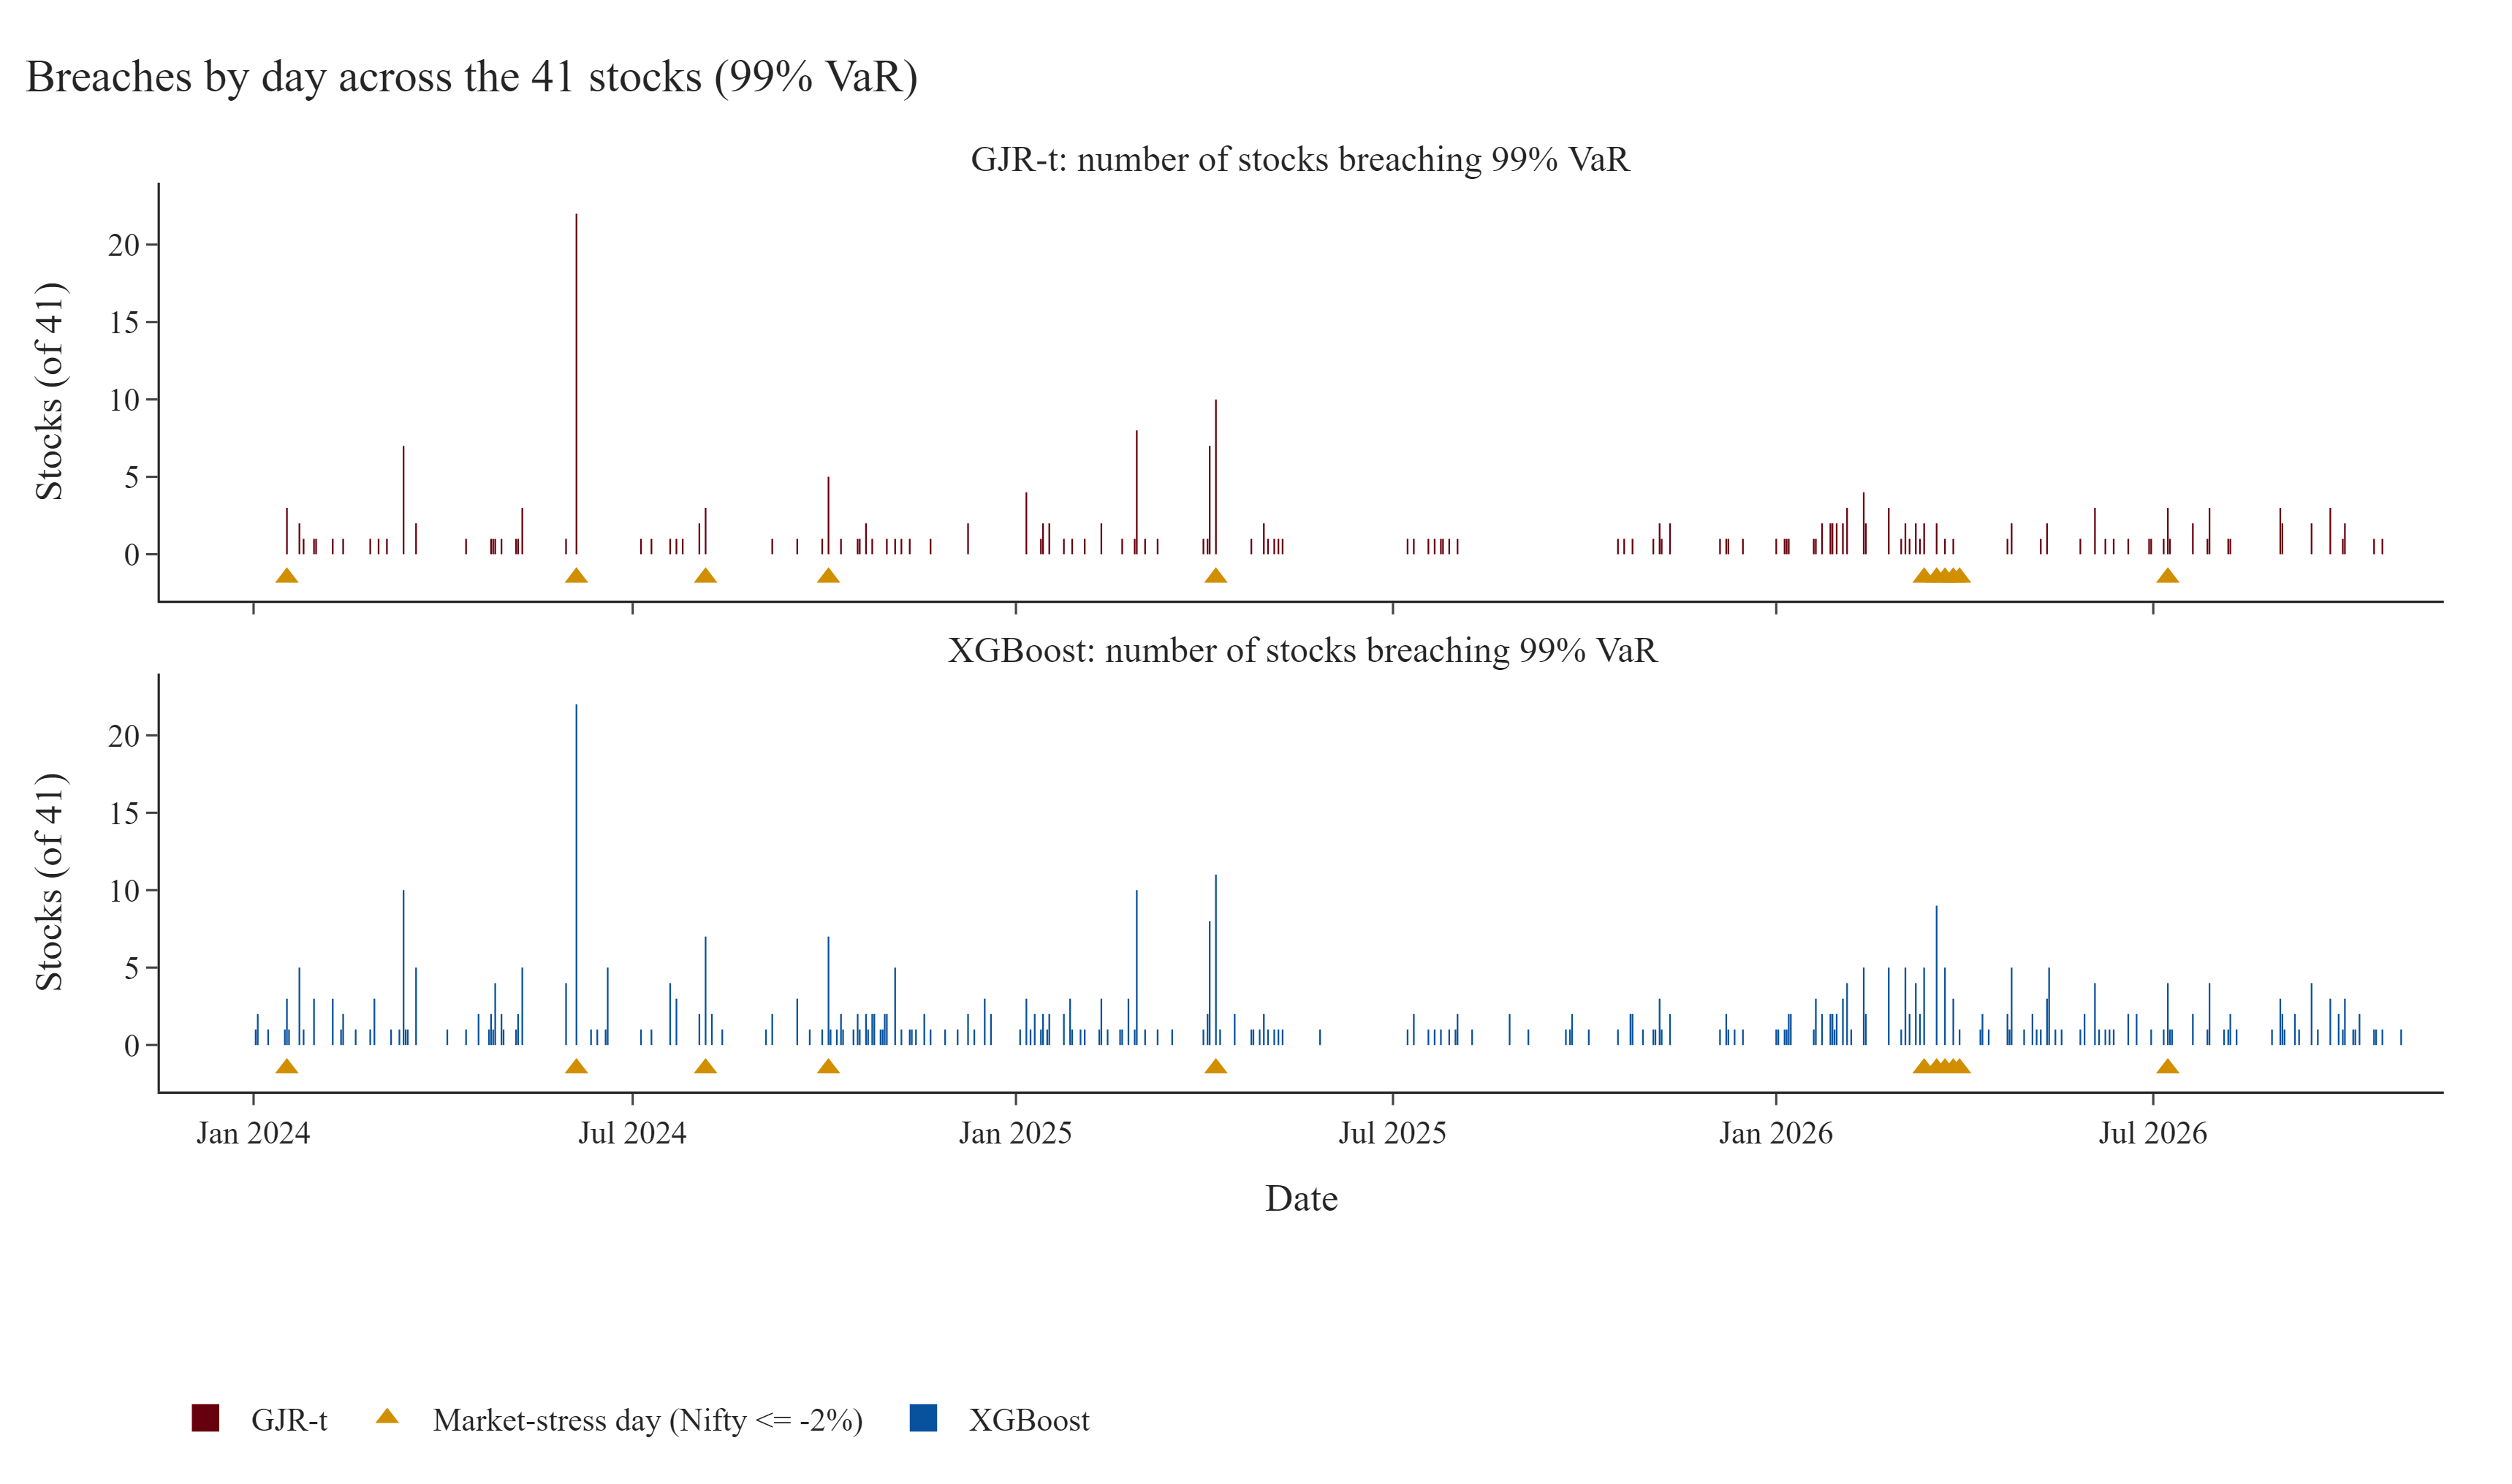 Breaches by day across the 41 stocks (99% VaR)
GJR-t: number of stocks breaching 99% VaR
Stocks (of 41)
20
15
10
5
0
XGBoost: number of stocks breaching 99% VaR
Stocks (of 41)
20
15
10
5
0
Jan 2024 Jul 2024 Jan 2025 Jul 2025 Jan 2026 Jul 2026
Date
GJR-t Market-stress day (Nifty <= -2%) XGBoost